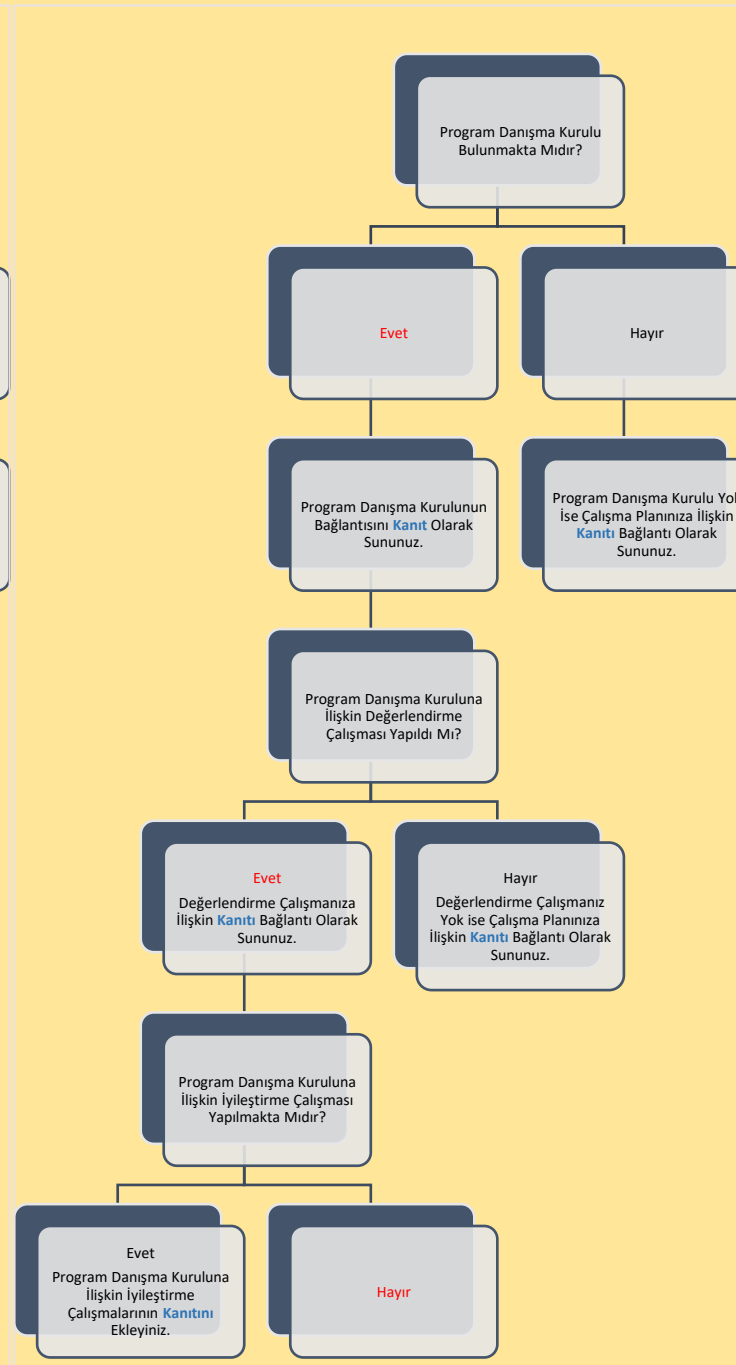 Program Danışma Kurulu
Bulunmakta Mıdır?
Evet
Hayır
Program Danışma Kurulunun
Bağlantısını Kanıt Olarak
Sununuz.
Program Danışma Kurulu Yok
İse Çalışma Planınıza İlişkin
Kanıtı Bağlantı Olarak
Sununuz.
Program Danışma Kuruluna
İlişkin Değerlendirme
Çalışması Yapıldı Mı?
Evet
Değerlendirme Çalışmanıza
İlişkin Kanıtı Bağlantı Olarak
Sununuz.
Hayır
Değerlendirme Çalışmanız
Yok ise Çalışma Planınıza
İlişkin Kanıtı Bağlantı Olarak
Sununuz.
Program Danışma Kuruluna
İlişkin İyileştirme Çalışması
Yapılmakta Mıdır?
Evet
Program Danışma Kuruluna
İlişkin İyileştirme
Çalışmalarının Kanıtını
Ekleyiniz.
Hayır